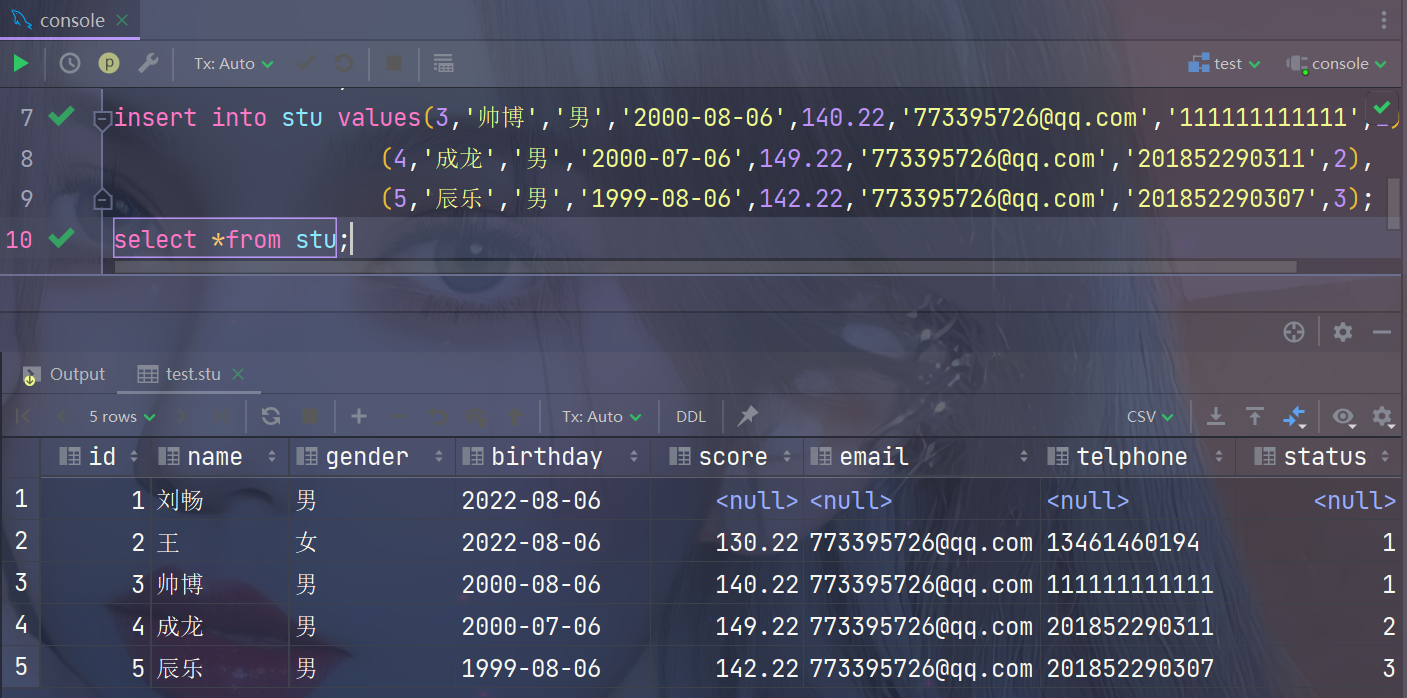 console
Tx: Auto
test
console
7 insert into stu values(3,'帅博','男','2000-08-06',140.22,'773395726@qq.com','111111111111',
8 (4,'成龙','男','2000-07-06',149.22,'773395726@qq.com','201852290311',2),
9 (5,'辰乐','男','1999-08-06',142.22,'773395726@qq.com','201852290307',3);
10 select *from stu;
Output test.stu
5 rows Tx: Auto DDL CSV
id name gender birthday score email telphone status
1 1 刘畅 男 2022-08-06 <null> <null> <null> <null>
2 2 王 女 2022-08-06 130.22 773395726@qq.com 13461460194 1
3 3 帅博 男 2000-08-06 140.22 773395726@qq.com 111111111111 1
4 4 成龙 男 2000-07-06 149.22 773395726@qq.com 201852290311 2
5 5 辰乐 男 1999-08-06 142.22 773395726@qq.com 201852290307 3